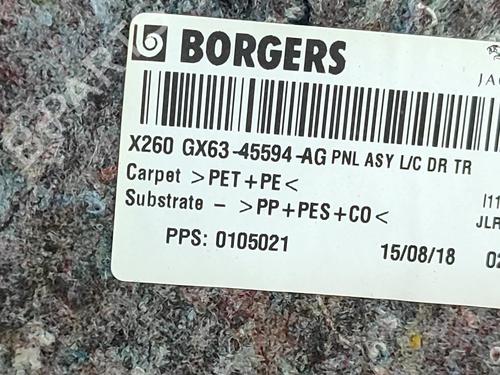 BORGERS
X260 GX63-45594-AG PNL ASY L/C DR TR
Carpet >PET+PE<
Substrate - >PP+PES+CO<
PPS: 0105021 15/08/18
JLR